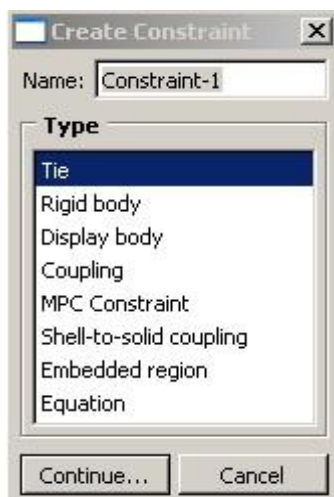 Create Constraint
Name: Constraint-1
Type
Tie
Rigid body
Display body
Coupling
MPC Constraint
Shell-to-solid coupling
Embedded region
Equation
Continue... Cancel